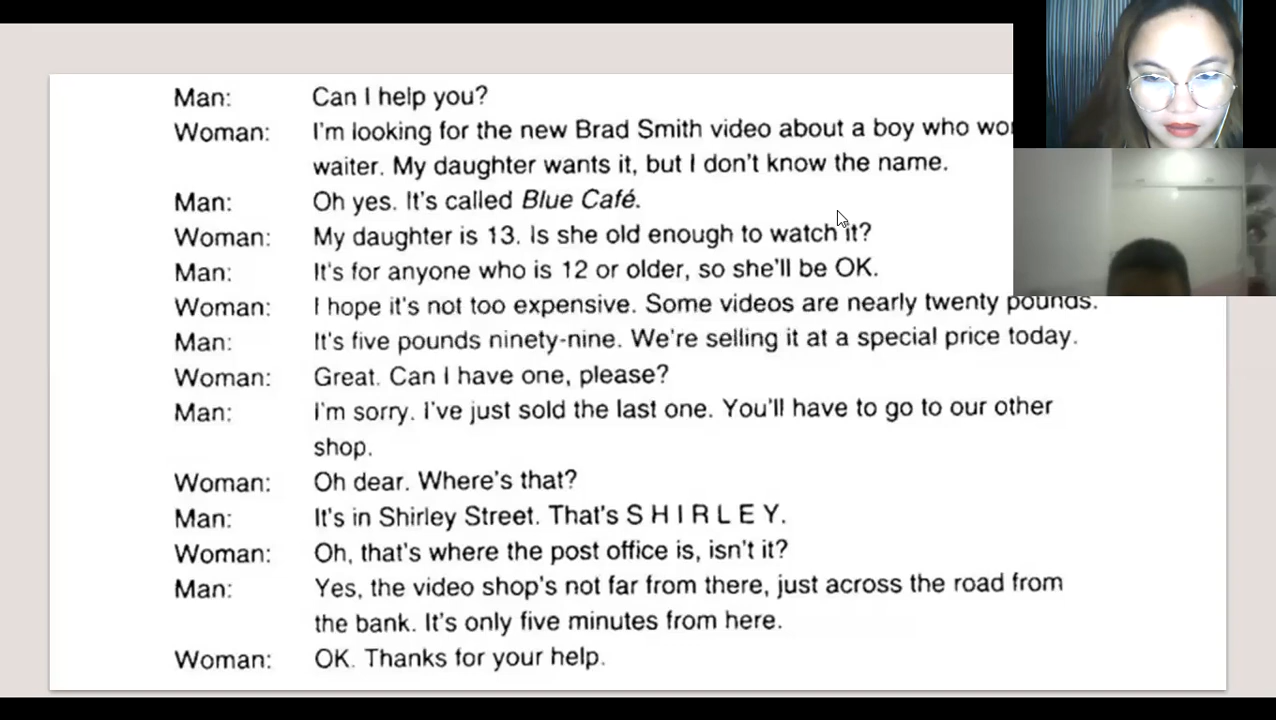 Man: Can I help you?
Woman: I'm looking for the new Brad Smith video about a boy who
waiter. My daughter wants it, but I don't know the name.
Man: Oh yes. It's called Blue Café.
Woman: My daughter is 13. Is she old enough to watch it?
Man: It's for anyone who is 12 or older, so she'll be OK.
Woman: I hope it's not too expensive. Some videos are nearly twenty pounds.
Man: It's five pounds ninety-nine. We're selling it at a special price today.
Woman: Great. Can I have one, please?
Man: I'm sorry. I've just sold the last one. You'll have to go to our other
shop.
Woman: Oh dear. Where's that?
Man: It's in Shirley Street. That's S H I R L E Y.
Woman: Oh, that's where the post office is, isn't it?
Man: Yes, the video shop's not far from there, just across the road from
the bank. It's only five minutes from here.
Woman: OK. Thanks for your help.